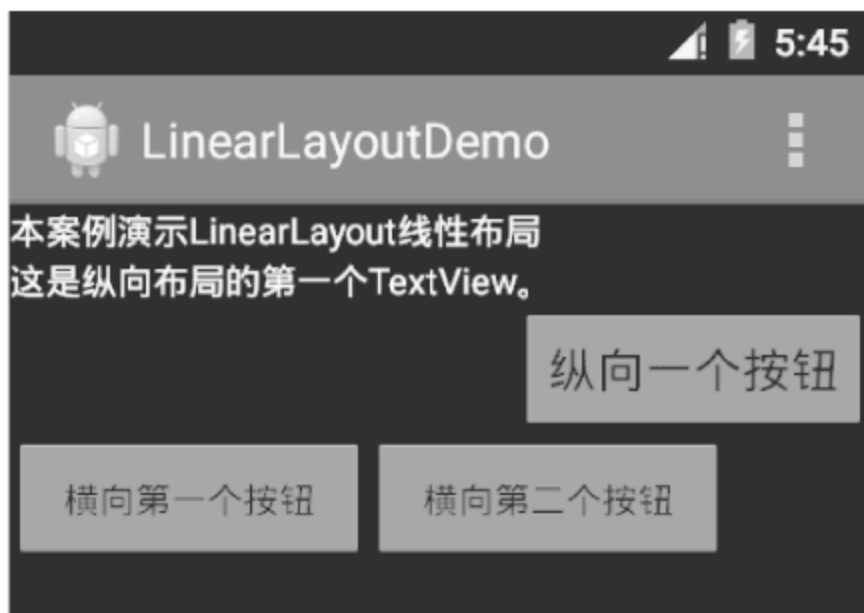 5:45
LinearLayoutDemo
本案例演示LinearLayout线性布局
这是纵向布局的第一个TextView。
纵向一个按钮
横向第一个按钮
横向第二个按钮